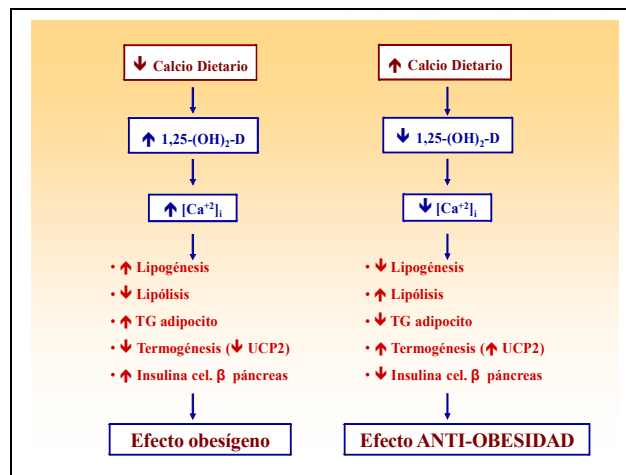 🡻 Calcio Dietario
🡹 1,25-(OH)₂-D
🡹 [Ca⁺²]ᵢ
• 🡹 Lipogénesis
• 🡻 Lipólisis
• 🡹 TG adipocito
• 🡻 Termogénesis (🡻 UCP2)
• 🡹 Insulina cel. β páncreas
Efecto obesígeno
🡹 Calcio Dietario
🡻 1,25-(OH)₂-D
🡻 [Ca⁺²]ᵢ
• 🡻 Lipogénesis
• 🡹 Lipólisis
• 🡻 TG adipocito
• 🡹 Termogénesis (🡹 UCP2)
• 🡻 Insulina cel. β páncreas
Efecto ANTI-OBESIDAD